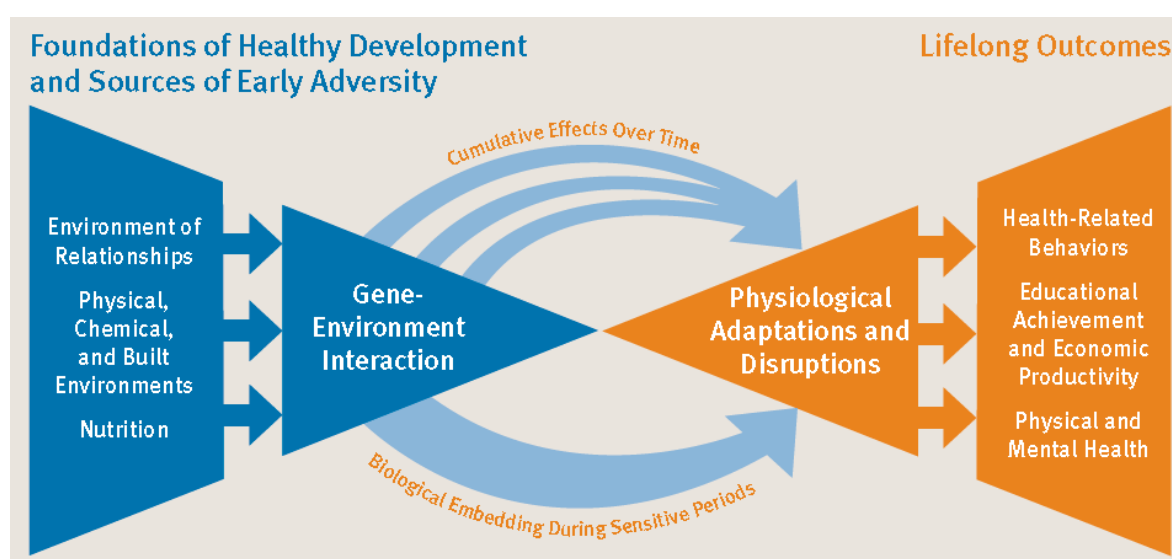 Foundations of Healthy Development
and Sources of Early Adversity
Lifelong Outcomes
Cumulative Effects Over Time
Environment of
Relationships
Physical,
Chemical,
and Built
Environments
Nutrition
Gene-
Environment
Interaction
Physiological
Adaptations and
Disruptions
Health-Related
Behaviors
Educational
Achievement
and Economic
Productivity
Physical and
Mental Health
Biological Embedding During Sensitive Periods